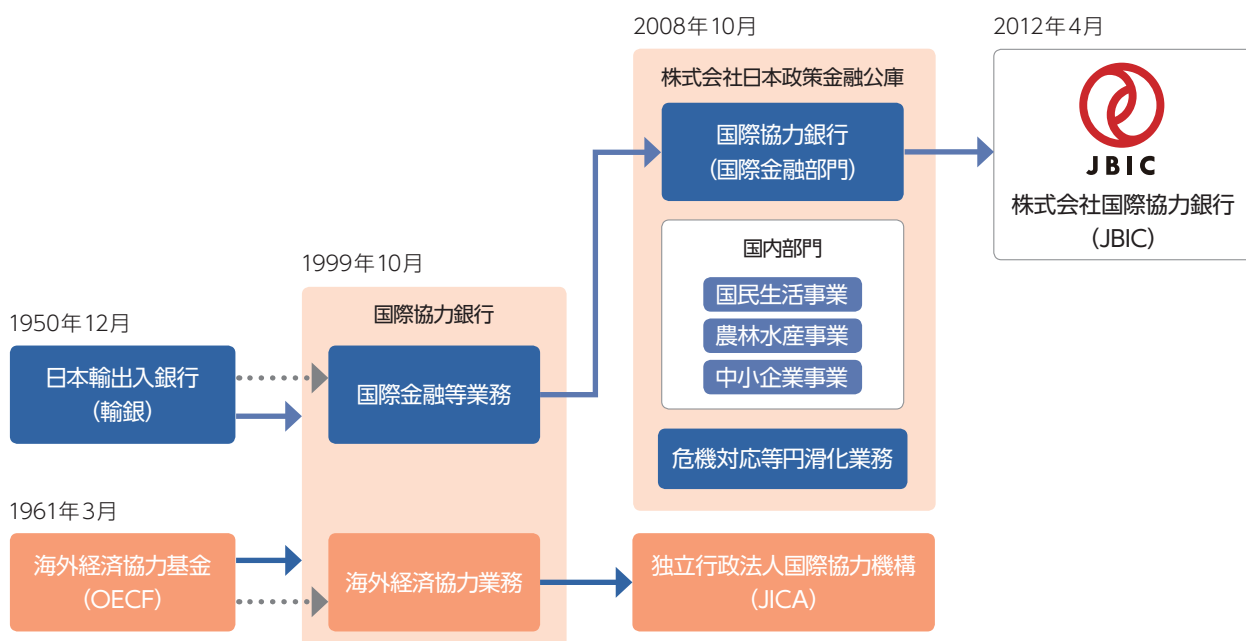 1950年12月
日本輸出入銀行
(輸銀)
1961年3月
海外経済協力基金
(OECF)
1999年10月
国際協力銀行
国際金融等業務
海外経済協力業務
2008年10月
株式会社日本政策金融公庫
国際協力銀行
(国際金融部門)
国内部門
国民生活事業
農林水産事業
中小企業事業
危機対応等円滑化業務
独立行政法人国際協力機構
(JICA)
2012年4月
JBIC
株式会社国際協力銀行
(JBIC)